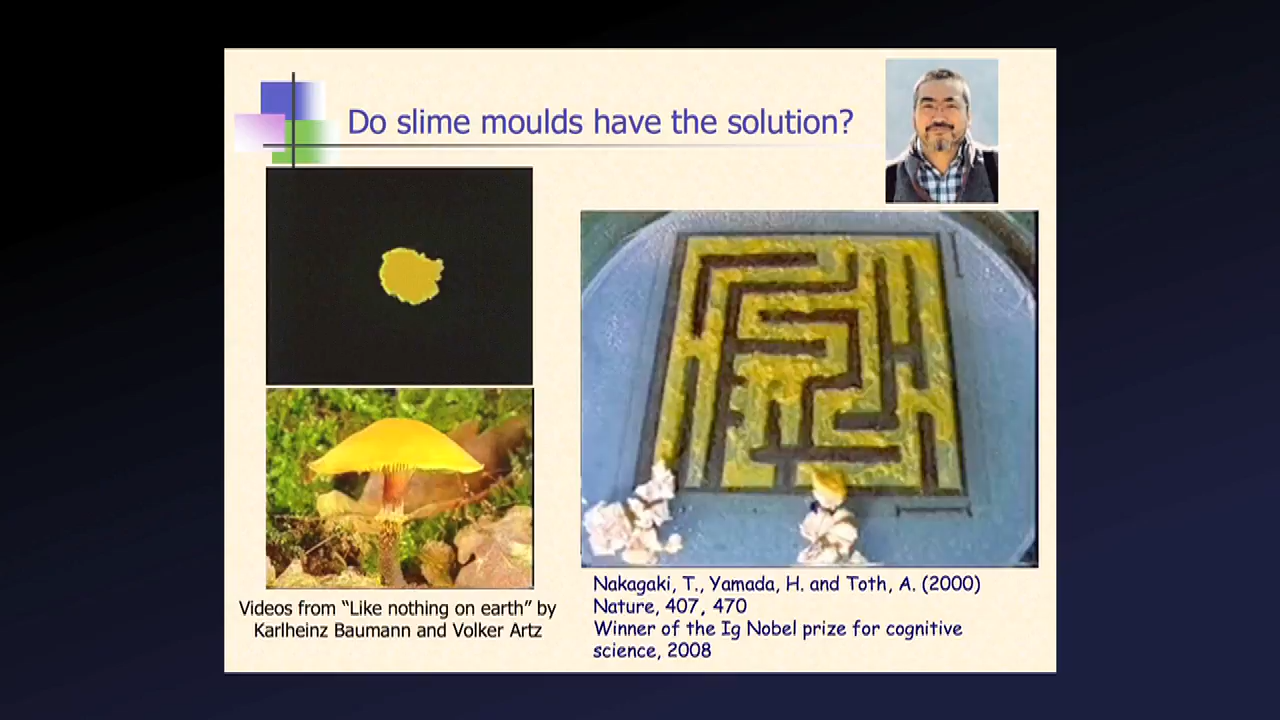 Do slime moulds have the solution?
Videos from “Like nothing on earth” by
Karlheinz Baumann and Volker Artz
Nakagaki, T., Yamada, H. and Toth, A. (2000)
Nature, 407, 470
Winner of the Ig Nobel prize for cognitive
science, 2008